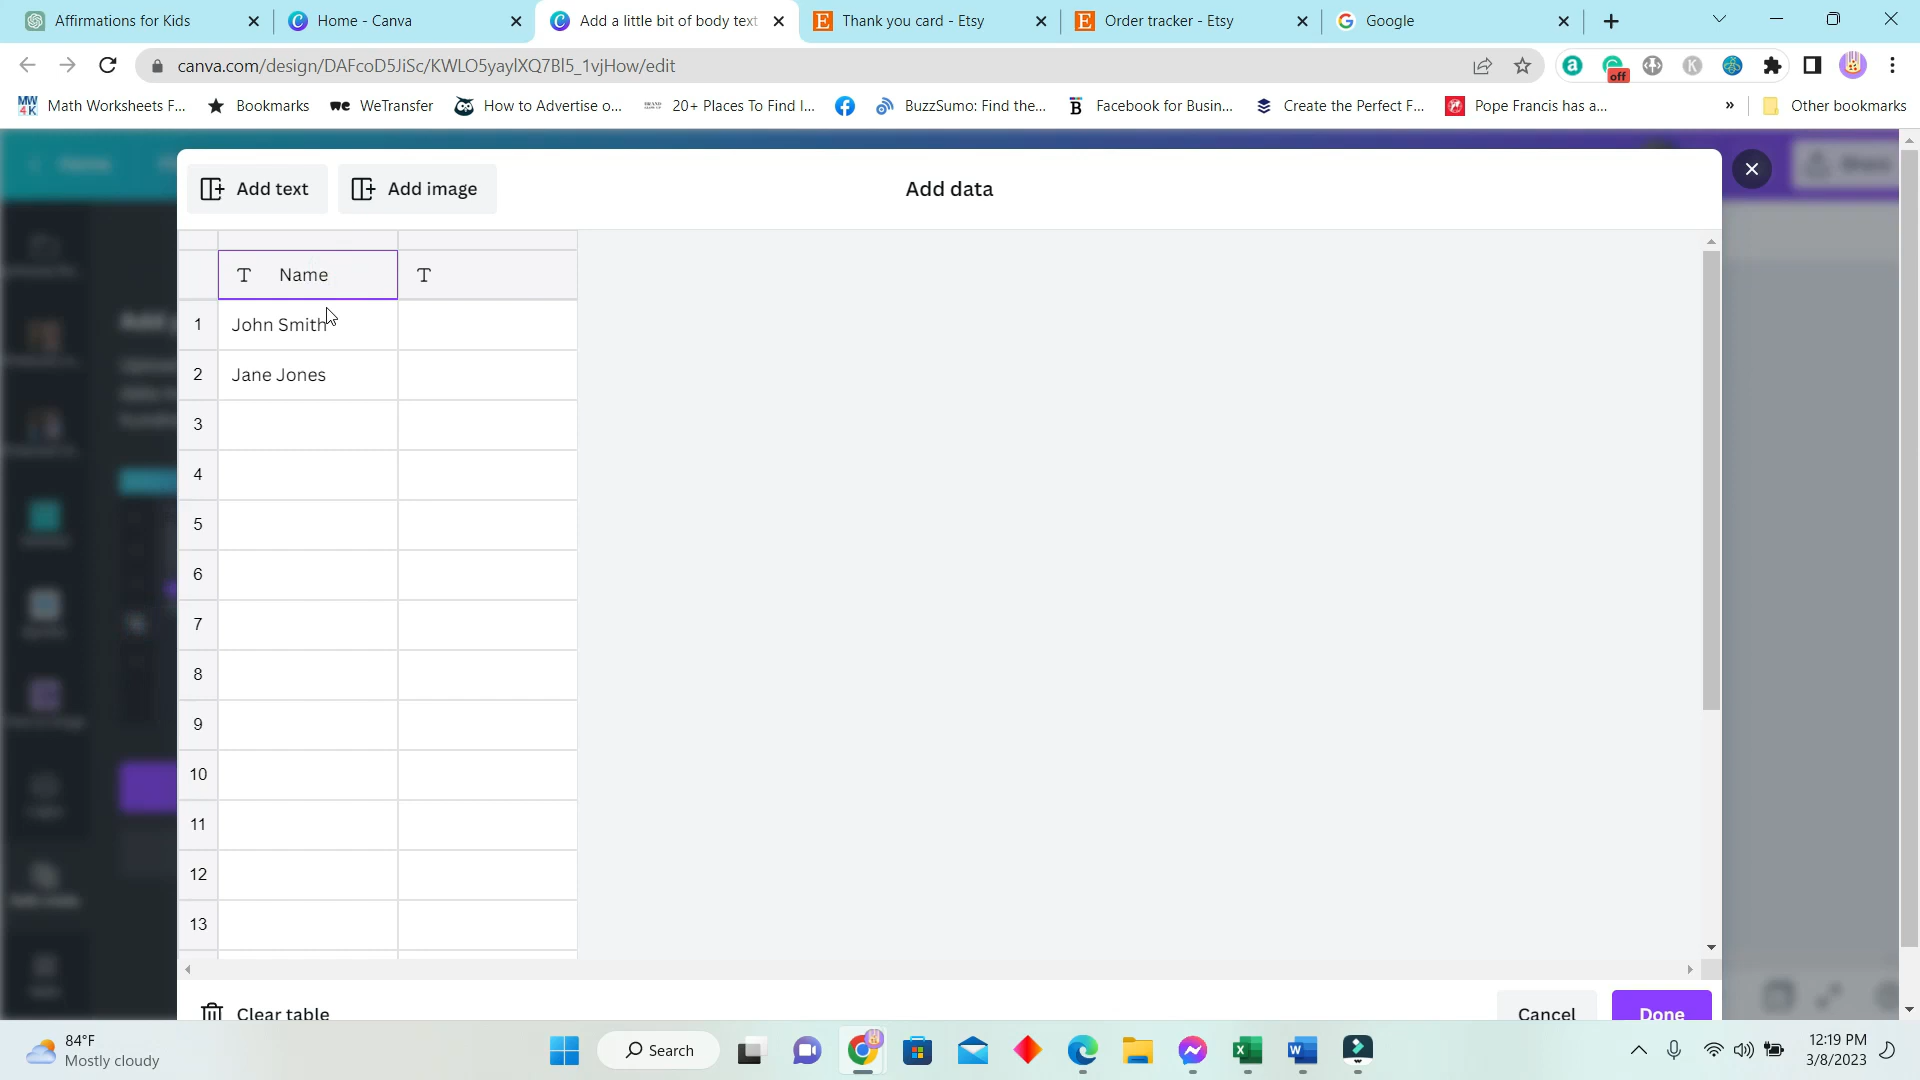 Affirmations for Kids
Home - Canva
Add a little bit of body text
Thank you card - Etsy
Order tracker - Etsy
Google
canva.com/design/DAFcoD5JiSc/KWLO5yaylXQ7Bl5_1vjHow/edit
off
Math Worksheets F...
Bookmarks
WeTransfer
How to Advertise o...
20+ Places To Find I...
BuzzSumo: Find the...
Facebook for Busin...
Create the Perfect F...
Pope Francis has a...
»
Other bookmarks
Add text
Add image
Add data
Name
1 John Smith
2 Jane Jones
3
4
5
6
7
8
9
10
11
12
13
Clear table
Cancel
Done
84°F
Mostly cloudy
Search
12:19 PM
3/8/2023